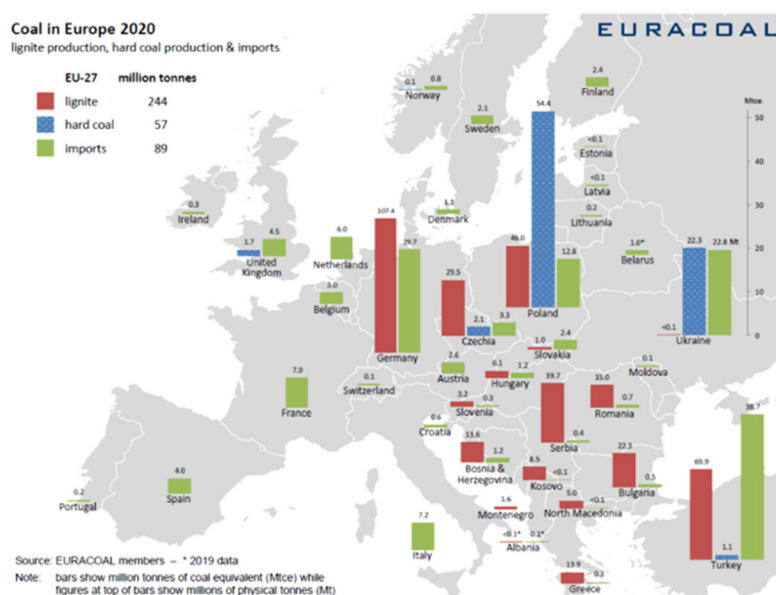 Coal in Europe 2020
lignite production, hard coal production & imports
EURACOAL
EU-27 million tonnes
lignite 244
hard coal 57
imports 89
Mtce
50
40
30
20
10
0
0.1 0.8
Norway
2.4
Finland
2.1
Sweden
<0.1
Estonia
<0.1
Latvia
0.2
Lithuania
0.3
Ireland
1.7 4.5
United
Kingdom
6.0
Netherlands
1.1
Denmark
107.4 29.7
Germany
46.0 54.4 12.8
Poland
1.0*
Belarus
<0.1 22.3 22.8 Mt
Ukraine
3.0
Belgium
29.5 2.1 3.3
Czechia
1.0 2.4
Slovakia
7.9
France
0.1
Switzerland
2.6
Austria
6.1 1.2
Hungary
0.1
Moldova
3.2 0.3
Slovenia
39.7 0.4
Serbia
15.0 0.7
Romania
0.6
Croatia
13.6 1.2
Bosnia &
Herzegovina
8.5 <0.1
Kosovo
22.3 0.5
Bulgaria
0.2
Portugal
4.0
Spain
7.2
Italy
1.6
Montenegro
5.0 <0.1
North Macedonia
<0.1* 0.1*
Albania
13.9 0.3
Greece
69.9 1.1 38.7
Turkey
Source: EURACOAL members – * 2019 data
Note: bars show million tonnes of coal equivalent (Mtce) while
figures at top of bars show millions of physical tonnes (Mt)